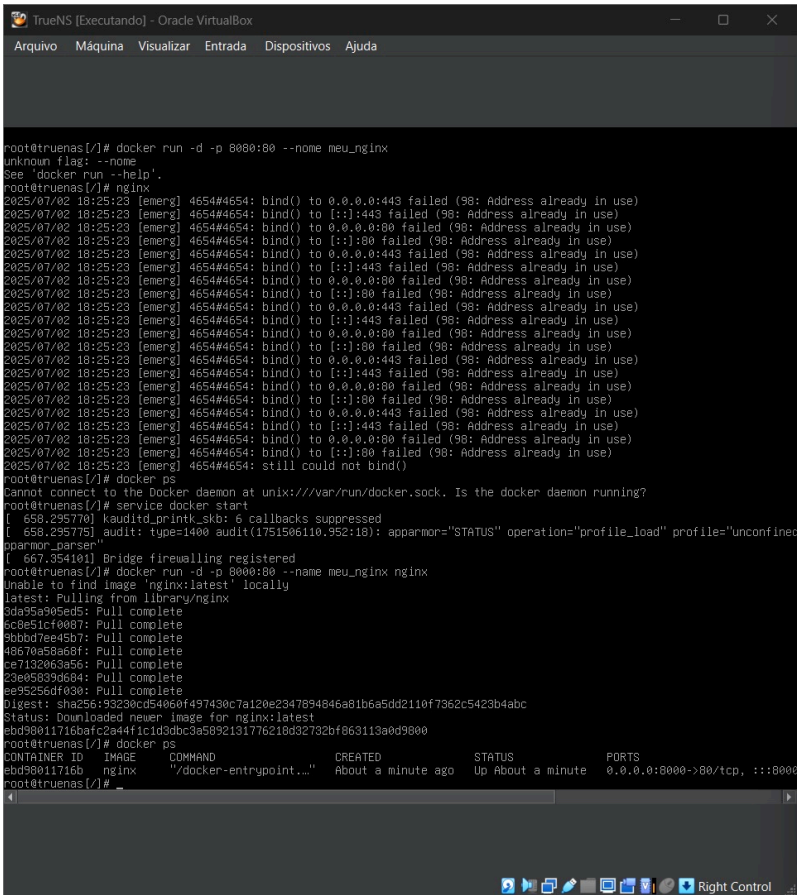 TrueNS [Executando] - Oracle VirtualBox
Arquivo Máquina Visualizar Entrada Dispositivos Ajuda
root@truenas[/]# docker run -d -p 8080:80 --nome meu_nginx
unknown flag: --nome
See 'docker run --help'.
root@truenas[/]# nginx
2025/07/02 18:25:23 [emerg] 4654#4654: bind() to 0.0.0.0:443 failed (98: Address already in use)
2025/07/02 18:25:23 [emerg] 4654#4654: bind() to [::]:443 failed (98: Address already in use)
2025/07/02 18:25:23 [emerg] 4654#4654: bind() to 0.0.0.0:80 failed (98: Address already in use)
2025/07/02 18:25:23 [emerg] 4654#4654: bind() to [::]:80 failed (98: Address already in use)
2025/07/02 18:25:23 [emerg] 4654#4654: bind() to 0.0.0.0:443 failed (98: Address already in use)
2025/07/02 18:25:23 [emerg] 4654#4654: bind() to [::]:443 failed (98: Address already in use)
2025/07/02 18:25:23 [emerg] 4654#4654: bind() to 0.0.0.0:80 failed (98: Address already in use)
2025/07/02 18:25:23 [emerg] 4654#4654: bind() to [::]:80 failed (98: Address already in use)
2025/07/02 18:25:23 [emerg] 4654#4654: bind() to 0.0.0.0:443 failed (98: Address already in use)
2025/07/02 18:25:23 [emerg] 4654#4654: bind() to [::]:443 failed (98: Address already in use)
2025/07/02 18:25:23 [emerg] 4654#4654: bind() to 0.0.0.0:80 failed (98: Address already in use)
2025/07/02 18:25:23 [emerg] 4654#4654: bind() to [::]:80 failed (98: Address already in use)
2025/07/02 18:25:23 [emerg] 4654#4654: bind() to 0.0.0.0:443 failed (98: Address already in use)
2025/07/02 18:25:23 [emerg] 4654#4654: bind() to [::]:443 failed (98: Address already in use)
2025/07/02 18:25:23 [emerg] 4654#4654: bind() to 0.0.0.0:80 failed (98: Address already in use)
2025/07/02 18:25:23 [emerg] 4654#4654: bind() to [::]:80 failed (98: Address already in use)
2025/07/02 18:25:23 [emerg] 4654#4654: bind() to 0.0.0.0:443 failed (98: Address already in use)
2025/07/02 18:25:23 [emerg] 4654#4654: bind() to [::]:443 failed (98: Address already in use)
2025/07/02 18:25:23 [emerg] 4654#4654: bind() to 0.0.0.0:80 failed (98: Address already in use)
2025/07/02 18:25:23 [emerg] 4654#4654: bind() to [::]:80 failed (98: Address already in use)
2025/07/02 18:25:23 [emerg] 4654#4654: still could not bind()
root@truenas[/]# docker ps
Cannot connect to the Docker daemon at unix:///var/run/docker.sock. Is the docker daemon running?
root@truenas[/]# service docker start
[  658.295770] kauditd_printk_skb: 6 callbacks suppressed
[  658.295775] audit: type=1400 audit(1751506110.952:18): apparmor="STATUS" operation="profile_load" profile="unconfined
pparmor_parser"
[  667.354101] Bridge firewalling registered
root@truenas[/]# docker run -d -p 8000:80 --name meu_nginx nginx
Unable to find image 'nginx:latest' locally
latest: Pulling from library/nginx
3da95a905ed5: Pull complete
6c8e51cf0087: Pull complete
9bbbd7ee45b7: Pull complete
48670a58a68f: Pull complete
ce7132063a56: Pull complete
23e05839d684: Pull complete
ee95256df030: Pull complete
Digest: sha256:93230cd54060f497430c7a120e2347894846a81b6a5dd2110f7362c5423b4abc
Status: Downloaded newer image for nginx:latest
ebd98011716bafc2a44f1c1d3dbc3a5892131776218d32732bf863113a0d9800
root@truenas[/]# docker ps
CONTAINER ID IMAGE COMMAND CREATED STATUS PORTS
ebd98011716b nginx "/docker-entrypoint.…" About a minute ago Up About a minute 0.0.0.0:8000->80/tcp, :::8000
root@truenas[/]# _
Right Control